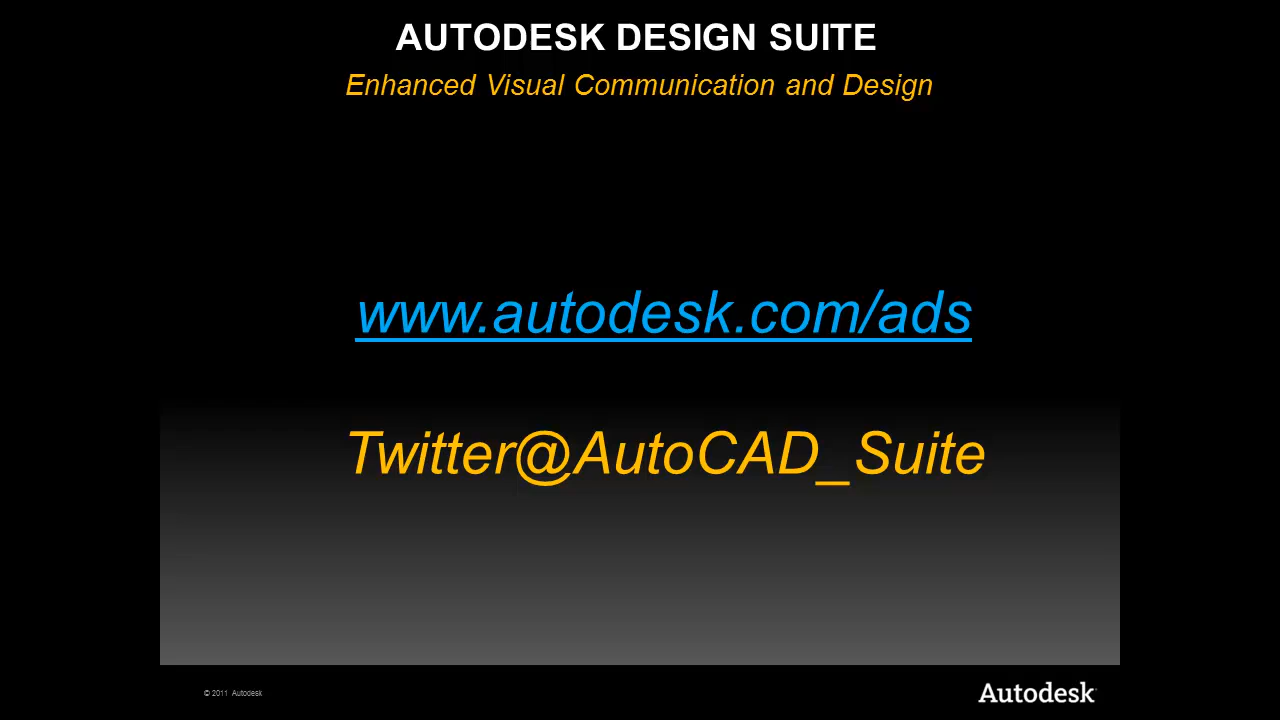 AUTODESK DESIGN SUITE
Enhanced Visual Communication and Design
www.autodesk.com/ads
Twitter@AutoCAD_Suite
© 2011 Autodesk
Autodesk